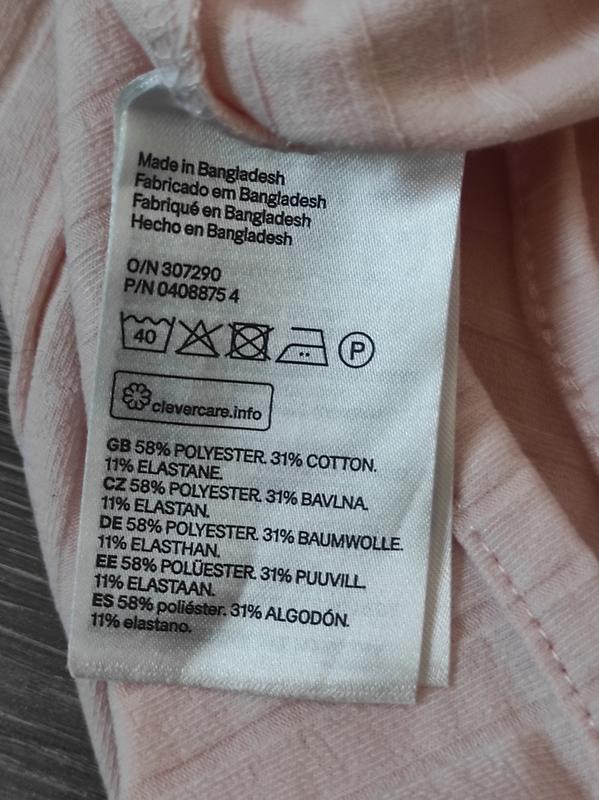 Made in Bangladesh
Fabricado em Bangladesh
Fabriqué en Bangladesh
Hecho en Bangladesh
O/N 307290
P/N 0408875 4
40 P
clevercare.info
GB 58% POLYESTER. 31% COTTON.
11% ELASTANE.
CZ 58% POLYESTER. 31% BAVLNA.
11% ELASTAN.
DE 58% POLYESTER. 31% BAUMWOLLE.
11% ELASTHAN.
EE 58% POLÜESTER. 31% PUUVILL.
11% ELASTAAN.
ES 58% poliéster. 31% ALGODÓN.
11% elastano.